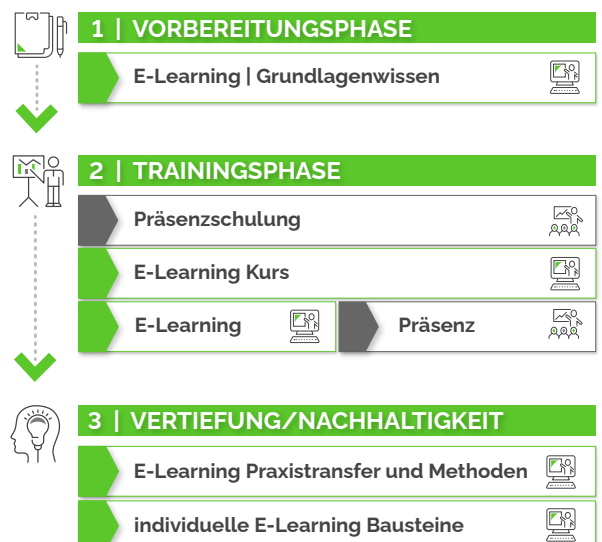 1 | VORBEREITUNGSPHASE
E-Learning | Grundlagenwissen
2 | TRAININGSPHASE
Präsenzschulung
E-Learning Kurs
E-Learning
Präsenz
3 | VERTIEFUNG/NACHHALTIGKEIT
E-Learning Praxistransfer und Methoden
individuelle E-Learning Bausteine